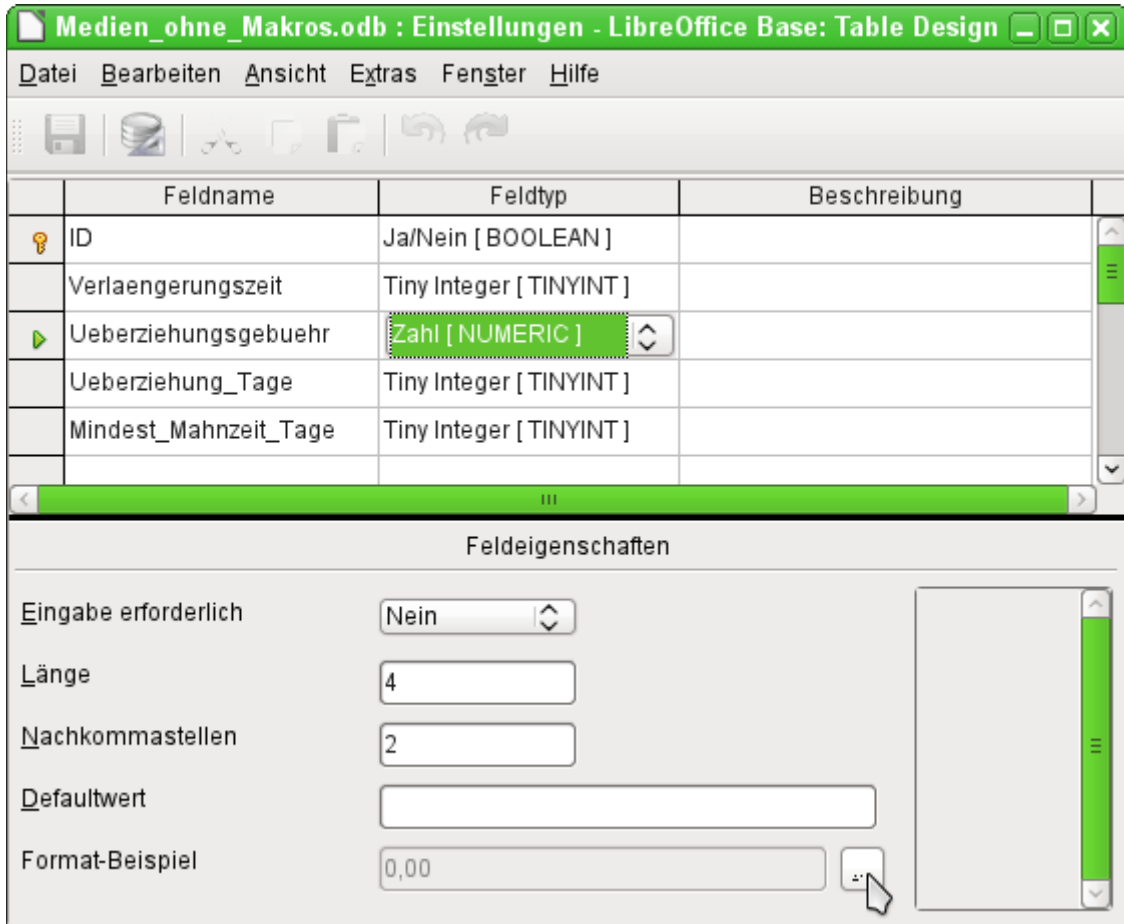 Medien_ohne_Makros.odb : Einstellungen - LibreOffice Base: Table Design
Datei Bearbeiten Ansicht Extras Fenster Hilfe
Feldname Feldtyp Beschreibung
ID Ja/Nein [ BOOLEAN ]
Verlaengerungszeit Tiny Integer [ TINYINT ]
Ueberziehungsgebuehr Zahl [ NUMERIC ]
Ueberziehung_Tage Tiny Integer [ TINYINT ]
Mindest_Mahnzeit_Tage Tiny Integer [ TINYINT ]
Feldeigenschaften
Eingabe erforderlich Nein
Länge 4
Nachkommastellen 2
Defaultwert
Format-Beispiel 0,00 ...